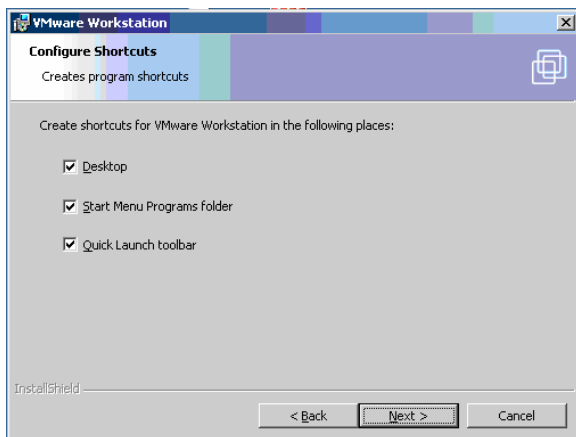 VMware Workstation
Configure Shortcuts
Creates program shortcuts
Create shortcuts for VMware Workstation in the following places:
Desktop
Start Menu Programs folder
Quick Launch toolbar
InstallShield
< Back
Next >
Cancel